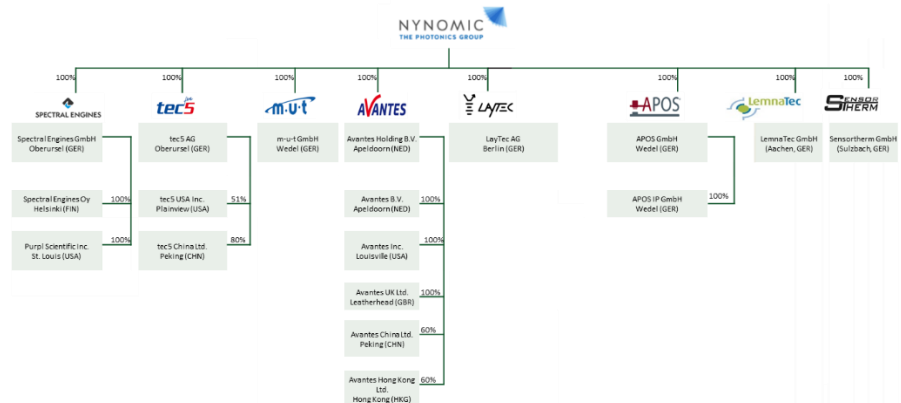 NYNOMIC
THE PHOTONICS GROUP
100%
100%
100%
100%
100%
100%
100%
100%
SPECTRAL ENGINES
tec5
m·u·t
AVANTES
LAYTEC
APOS
LemnaTec
SENSOR
THERM
Spectral Engines GmbH
Oberursel (GER)
tec5 AG
Oberursel (GER)
m-u-t GmbH
Wedel (GER)
Avantes Holding B.V.
Apeldoorn (NED)
LayTec AG
Berlin (GER)
APOS GmbH
Wedel (GER)
LemnaTec GmbH
(Aachen, GER)
Sensortherm GmbH
(Sulzbach, GER)
Spectral Engines Oy
Helsinki (FIN)
100%
tec5 USA Inc.
Plainview (USA)
51%
Avantes B.V.
Apeldoorn (NED)
100%
APOS IP GmbH
Wedel (GER)
100%
Purpl Scientific Inc.
St. Louis (USA)
100%
tec5 China Ltd.
Peking (CHN)
80%
Avantes Inc.
Louisville (USA)
100%
Avantes UK Ltd.
Leatherhead (GBR)
100%
Avantes China Ltd.
Peking (CHN)
60%
Avantes Hong Kong
Ltd.
Hong Kong (HKG)
60%